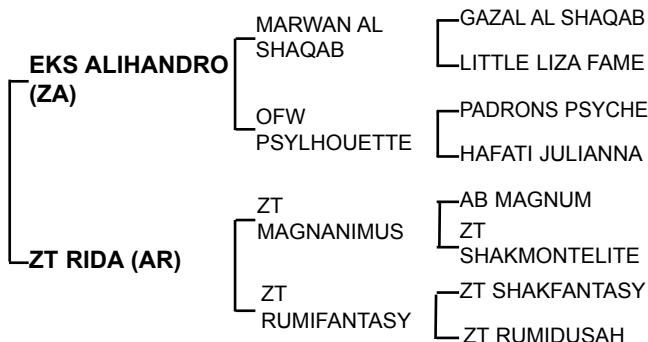 EKS ALIHANDRO
(ZA)
MARWAN AL
SHAQAB
GAZAL AL SHAQAB
LITTLE LIZA FAME
OFW
PSYLHOUETTE
PADRONS PSYCHE
HAFATI JULIANNA
ZT RIDA (AR)
ZT
MAGNANIMUS
AB MAGNUM
ZT
SHAKMONTELITE
ZT
RUMIFANTASY
ZT SHAKFANTASY
ZT RUMIDUSAH